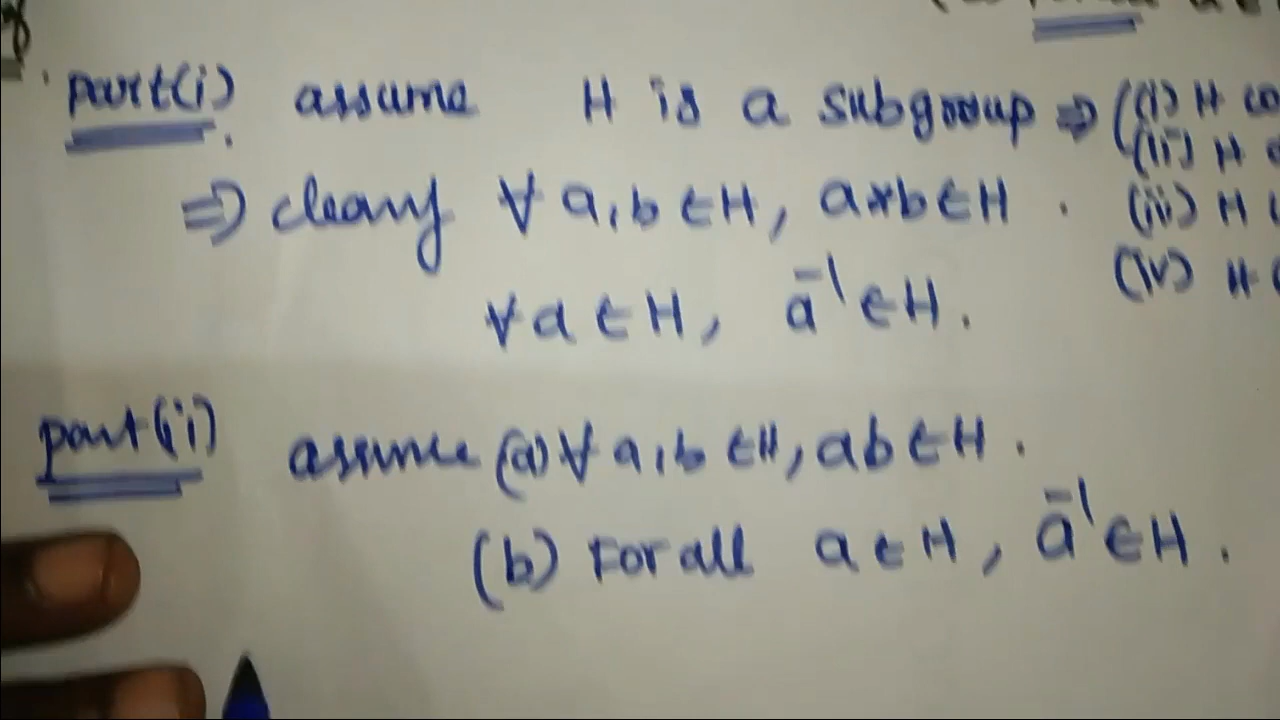 part(i) assume H is a subgroup ⇒ ((i) H
(ii) H
⇒ clearly ∀ a,b ∈ H, a*b ∈ H . (iii) H
(iv) H
∀ a ∈ H, a⁻¹ ∈ H.
part(ii) assume (a) ∀ a,b ∈ H, ab ∈ H.
(b) For all a ∈ H, a⁻¹ ∈ H.